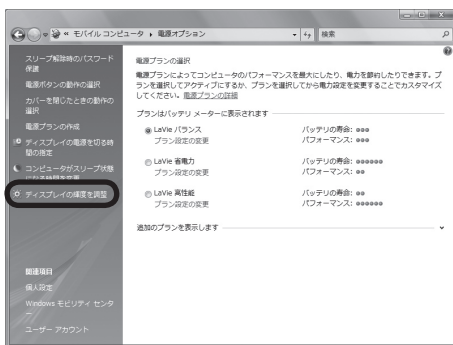 « モバイル コンピュータ ▸ 電源オプション
検索
スリープ解除時のパスワード
保護
電源ボタンの動作の選択
カバーを閉じたときの動作の
選択
電源プランの作成
ディスプレイの電源を切る時
間の指定
コンピュータがスリープ状態
になる時間を変更
ディスプレイの輝度を調整
関連項目
個人設定
Windows モビリティ センタ
ー
ユーザー アカウント
電源プランの選択
電源プランによってコンピュータのパフォーマンスを最大にしたり、電力を節約したりできます。プ
ランを選択してアクティブにするか、プランを選択してから電力設定を変更することでカスタマイズ
してください。電源プランの詳細
プランはバッテリ メーターに表示されます
LaVie バランス バッテリの寿命:
プラン設定の変更 パフォーマンス:
LaVie 省電力 バッテリの寿命:
プラン設定の変更 パフォーマンス:
LaVie 高性能 バッテリの寿命:
プラン設定の変更 パフォーマンス:
追加のプランを表示します